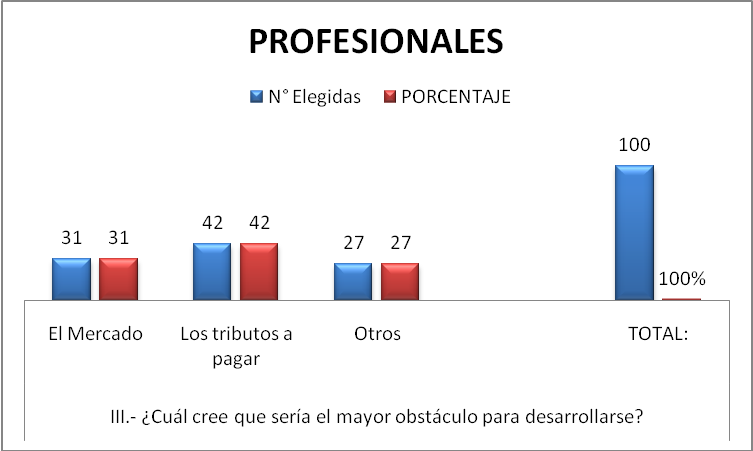 PROFESIONALES
N° Elegidas PORCENTAJE
31 31 42 42 27 27 100 100%
El Mercado Los tributos a pagar Otros TOTAL:
III.- ¿Cuál cree que sería el mayor obstáculo para desarrollarse?